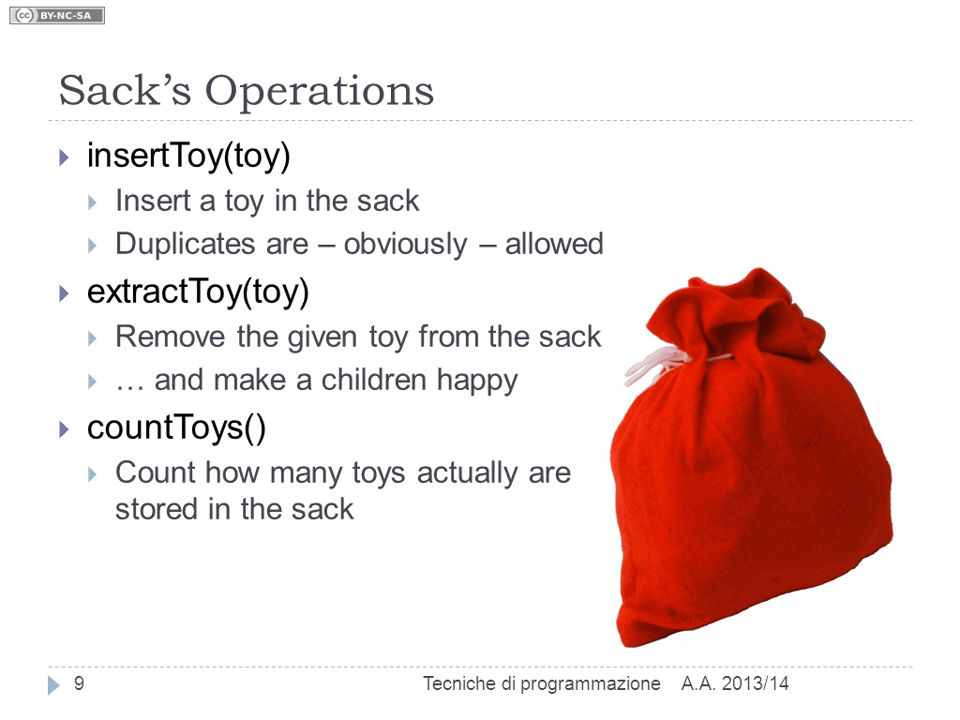 cc BY-NC-SA
Sack’s Operations
insertToy(toy)
Insert a toy in the sack
Duplicates are – obviously – allowed
extractToy(toy)
Remove the given toy from the sack
… and make a children happy
countToys()
Count how many toys actually are
stored in the sack
9 Tecniche di programmazione A.A. 2013/14